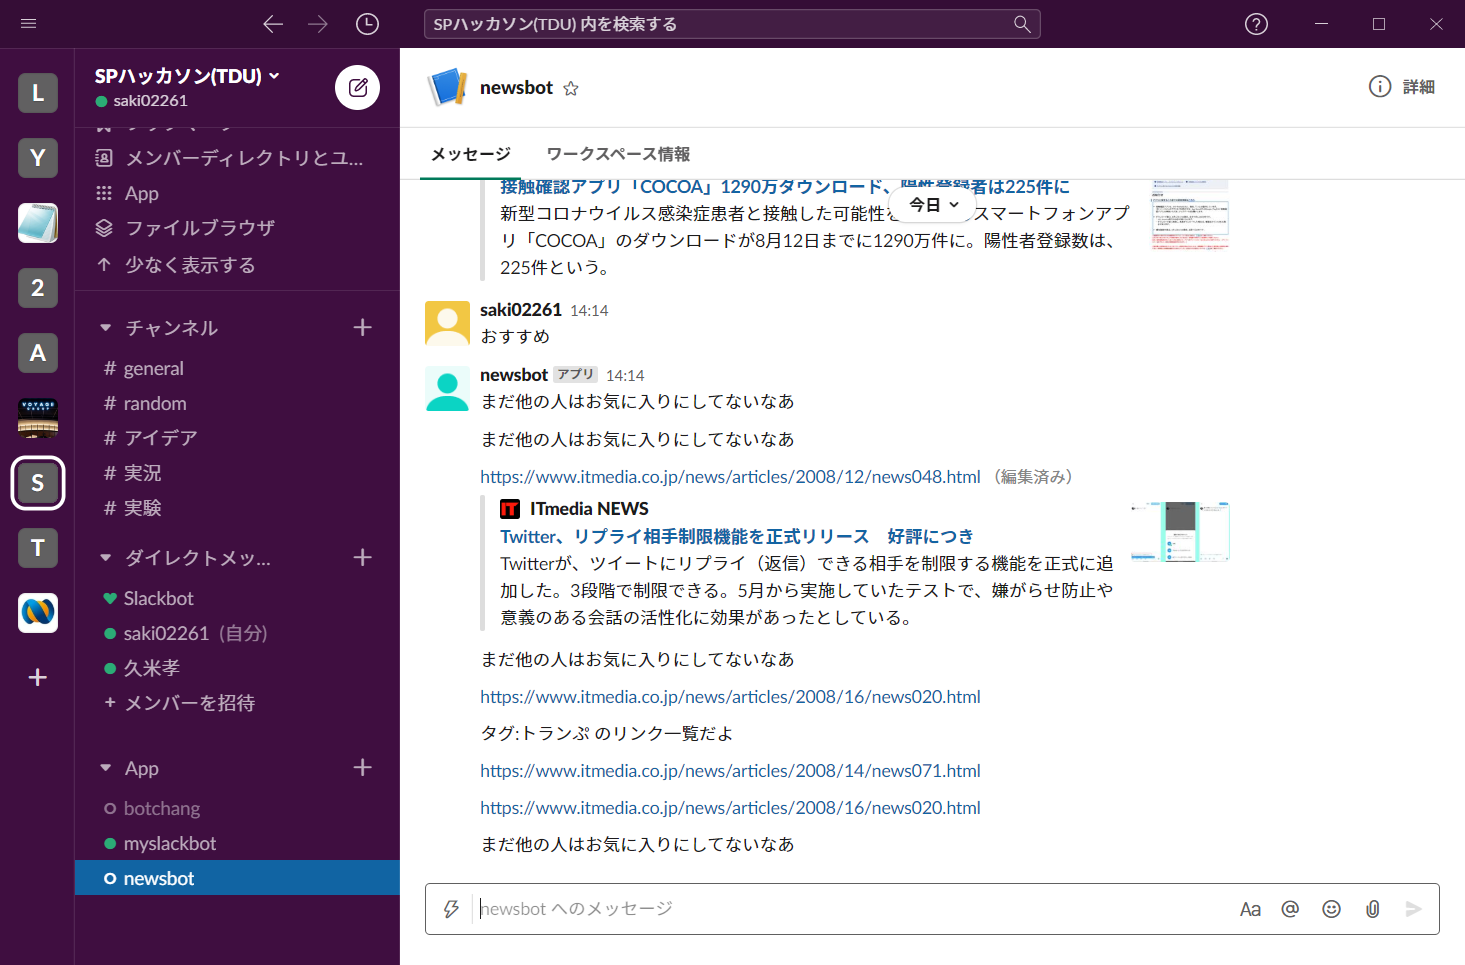 SPハッカソン(TDU) 内を検索する
L
Y
2
A
VOYAGE
S
T
SPハッカソン(TDU)
saki02261
メンバーディレクトリとユ...
App
ファイルブラウザ
少なく表示する
チャンネル
# general
# random
# アイデア
# 実況
# 実験
ダイレクトメッ...
Slackbot
saki02261 (自分)
久米孝
+ メンバーを招待
App
botchang
myslackbot
newsbot
newsbot
詳細
メッセージ
ワークスペース情報
今日
接触確認アプリ「COCOA」1290万ダウンロード、陽性登録者は225件に
新型コロナウイルス感染症患者と接触した可能性を スマートフォンアプ
リ「COCOA」のダウンロードが8月12日までに1290万件に。陽性者登録数は、
225件という。
saki02261 14:14
おすすめ
newsbot アプリ 14:14
まだ他の人はお気に入りにしてないなあ
まだ他の人はお気に入りにしてないなあ
https://www.itmedia.co.jp/news/articles/2008/12/news048.html （編集済み）
IT ITmedia NEWS
Twitter、リプライ相手制限機能を正式リリース　好評につき
Twitterが、ツイートにリプライ（返信）できる相手を制限する機能を正式に追
加した。3段階で制限できる。5月から実施していたテストで、嫌がらせ防止や
意義のある会話の活性化に効果があったとしている。
まだ他の人はお気に入りにしてないなあ
https://www.itmedia.co.jp/news/articles/2008/16/news020.html
タグ:トランぷ のリンク一覧だよ
https://www.itmedia.co.jp/news/articles/2008/14/news071.html
https://www.itmedia.co.jp/news/articles/2008/16/news020.html
まだ他の人はお気に入りにしてないなあ
newsbot へのメッセージ
Aa